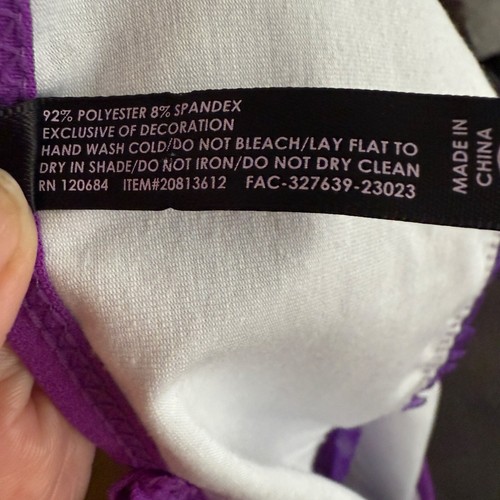 92% POLYESTER 8% SPANDEX
EXCLUSIVE OF DECORATION
HAND WASH COLD/DO NOT BLEACH/LAY FLAT TO
DRY IN SHADE/DO NOT IRON/DO NOT DRY CLEAN
RN 120684 ITEM#20813612 FAC-327639-23023
MADE IN
CHINA